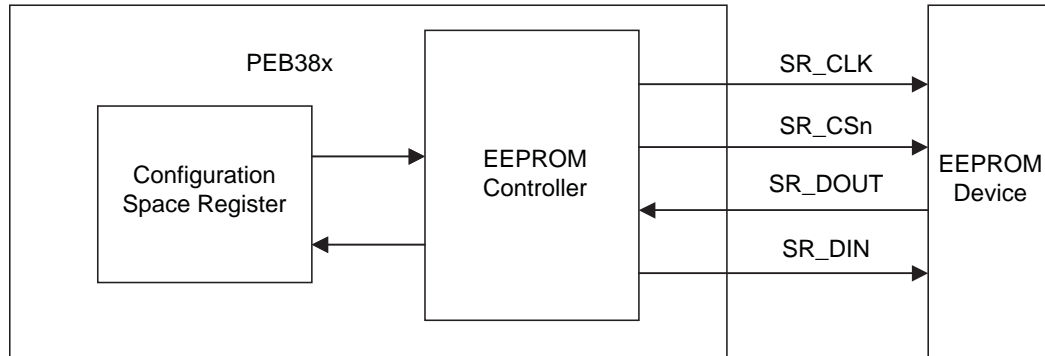 PEB38x
Configuration
Space Register
EEPROM
Controller
SR_CLK
SR_CSn
SR_DOUT
SR_DIN
EEPROM
Device